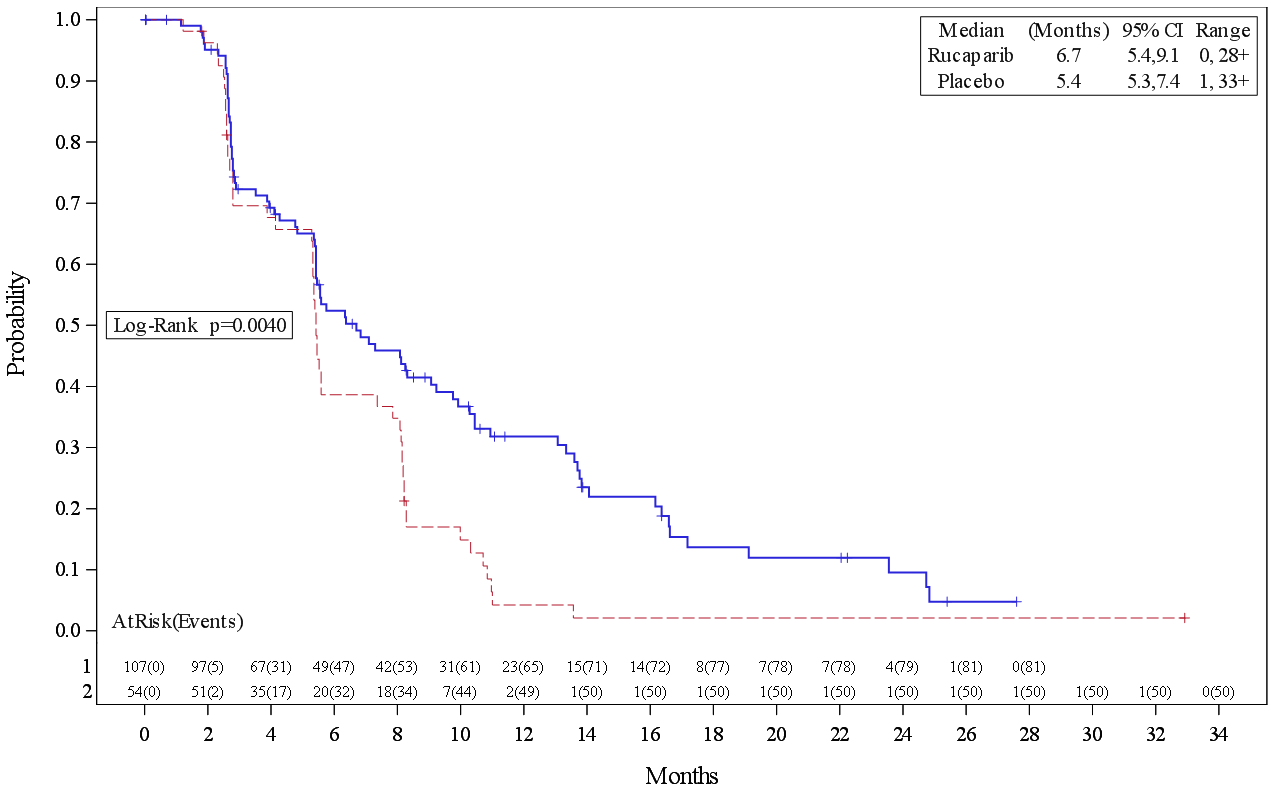 Median (Months) 95% CI Range
Rucaparib 6.7 5.4,9.1 0, 28+
Placebo 5.4 5.3,7.4 1, 33+
1.0
0.9
0.8
0.7
0.6
0.5
0.4
0.3
0.2
0.1
0.0
Probability
Log-Rank p=0.0040
AtRisk(Events)
1 107(0) 97(5) 67(31) 49(47) 42(53) 31(61) 23(65) 15(71) 14(72) 8(77) 7(78) 7(78) 4(79) 1(81) 0(81)
2 54(0) 51(2) 35(17) 20(32) 18(34) 7(44) 2(49) 1(50) 1(50) 1(50) 1(50) 1(50) 1(50) 1(50) 1(50) 1(50) 1(50) 0(50)
0 2 4 6 8 10 12 14 16 18 20 22 24 26 28 30 32 34
Months